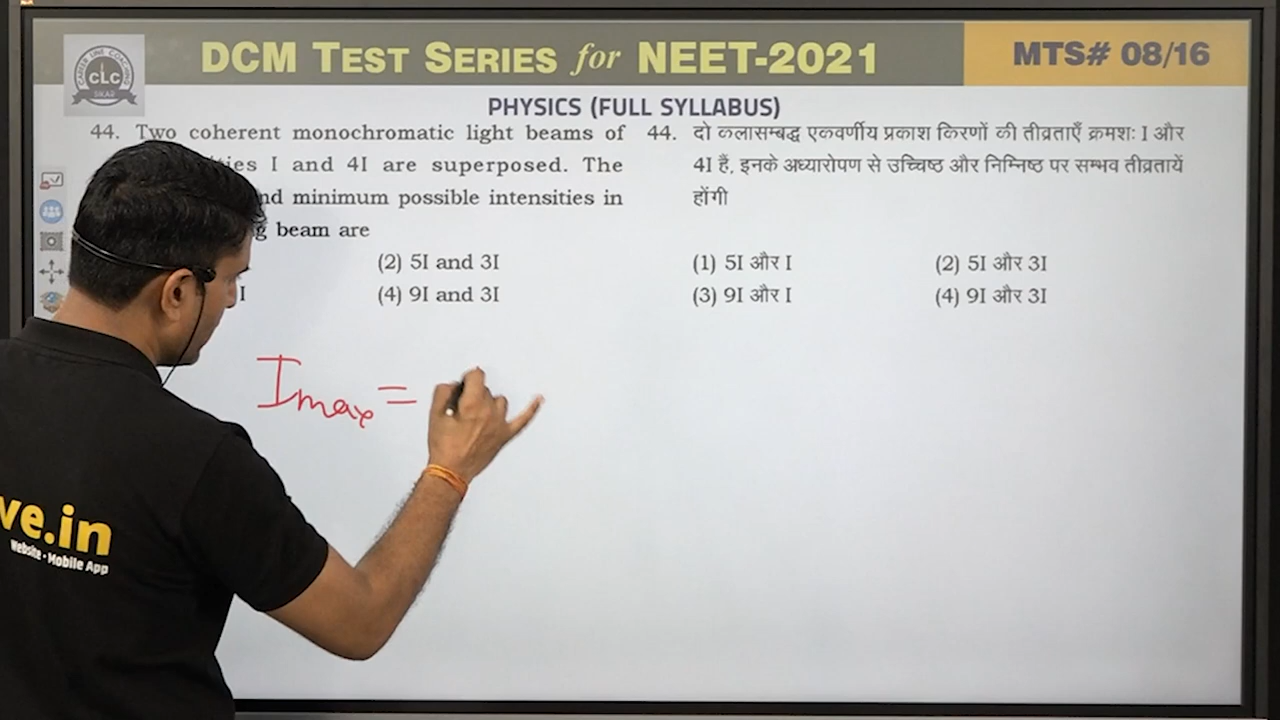 DCM TEST SERIES for NEET-2021
MTS# 08/16
CLC
SIKAR
PHYSICS (FULL SYLLABUS)
44. Two coherent monochromatic light beams of
I and 4I are superposed. The
minimum possible intensities in
beam are
(2) 5I and 3I
I
(4) 9I and 3I
44. दो कलासम्बद्ध एकवर्णीय प्रकाश किरणों की तीव्रताएँ क्रमशः I और
4I हैं, इनके अध्यारोपण से उच्चिष्ठ और निम्निष्ठ पर सम्भव तीव्रतायें
होंगी
(1) 5I और I
(2) 5I और 3I
(3) 9I और I
(4) 9I और 3I
Imax =
ve.in
Website • Mobile App